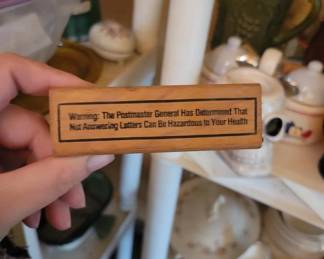 Warning: The Postmaster General Has Determined That
Not Answering Letters Can Be Hazardous to Your Health